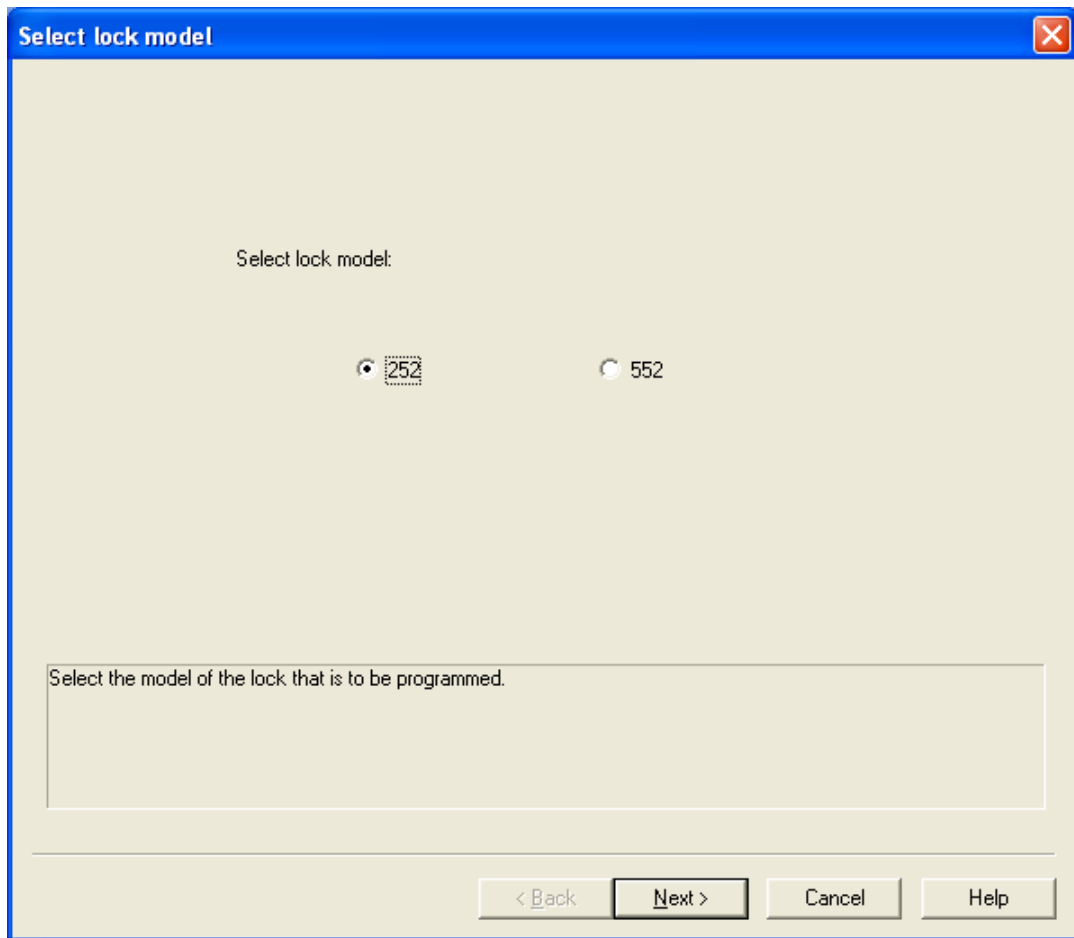 Select lock model
Select lock model:
252 552
Select the model of the lock that is to be programmed.
< Back Next > Cancel Help